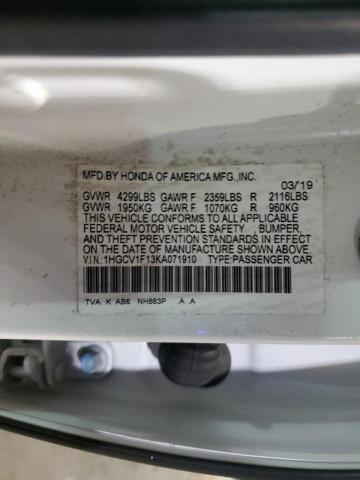 MFD.BY HONDA OF AMERICA MFG.,INC.
03/19
GVWR 4299LBS GAWR F 2359LBS R 2116LBS
GVWR 1950KG GAWR F 1070KG R 960KG
THIS VEHICLE CONFORMS TO ALL APPLICABLE
FEDERAL MOTOR VEHICLE SAFETY , BUMPER,
AND THEFT PREVENTION STANDARDS IN EFFECT
ON THE DATE OF MANUFACTURE SHOWN ABOVE.
V.I.N.:1HGCV1F13KA071910 TYPE:PASSENGER CAR
TVA K AB6 NH883P .A .A